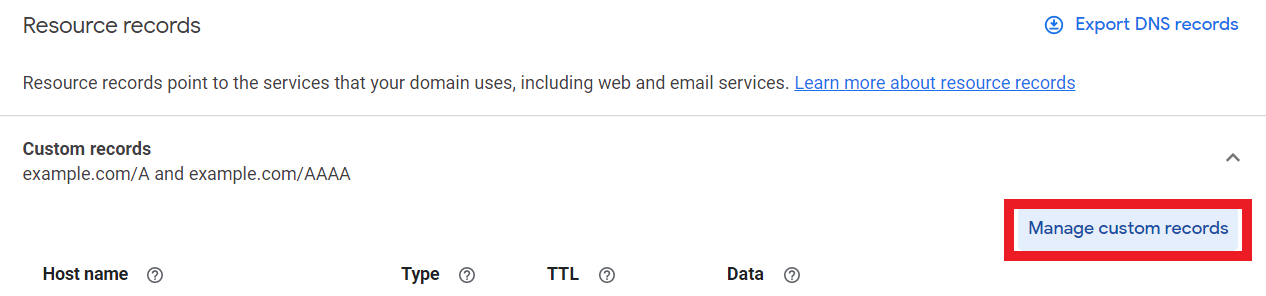 Resource records
Export DNS records
Resource records point to the services that your domain uses, including web and email services. Learn more about resource records
Custom records
example.com/A and example.com/AAAA
Manage custom records
Host name ? Type ? TTL ? Data ?